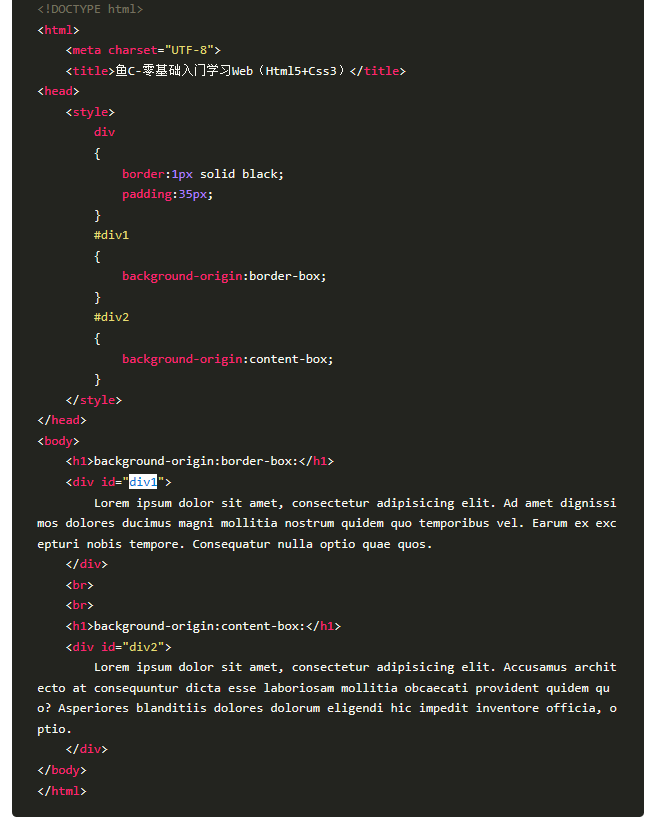 <!DOCTYPE html>
<html>
    <meta charset="UTF-8">
    <title>鱼C-零基础入门学习Web（Html5+Css3）</title>
<head>
    <style>
        div
        {
            border:1px solid black;
            padding:35px;
        }
        #div1
        {
            background-origin:border-box;
        }
        #div2
        {
            background-origin:content-box;
        }
    </style>
</head>
<body>
    <h1>background-origin:border-box:</h1>
    <div id="div1">
        Lorem ipsum dolor sit amet, consectetur adipisicing elit. Ad amet dignissi
mos dolores ducimus magni mollitia nostrum quidem quo temporibus vel. Earum ex exc
epturi nobis tempore. Consequatur nulla optio quae quos.
    </div>
    <br>
    <br>
    <h1>background-origin:content-box:</h1>
    <div id="div2">
        Lorem ipsum dolor sit amet, consectetur adipisicing elit. Accusamus archit
ecto at consequuntur dicta esse laboriosam mollitia obcaecati provident quidem qu
o? Asperiores blanditiis dolores dolorum eligendi hic impedit inventore officia, o
ptio.
    </div>
</body>
</html>